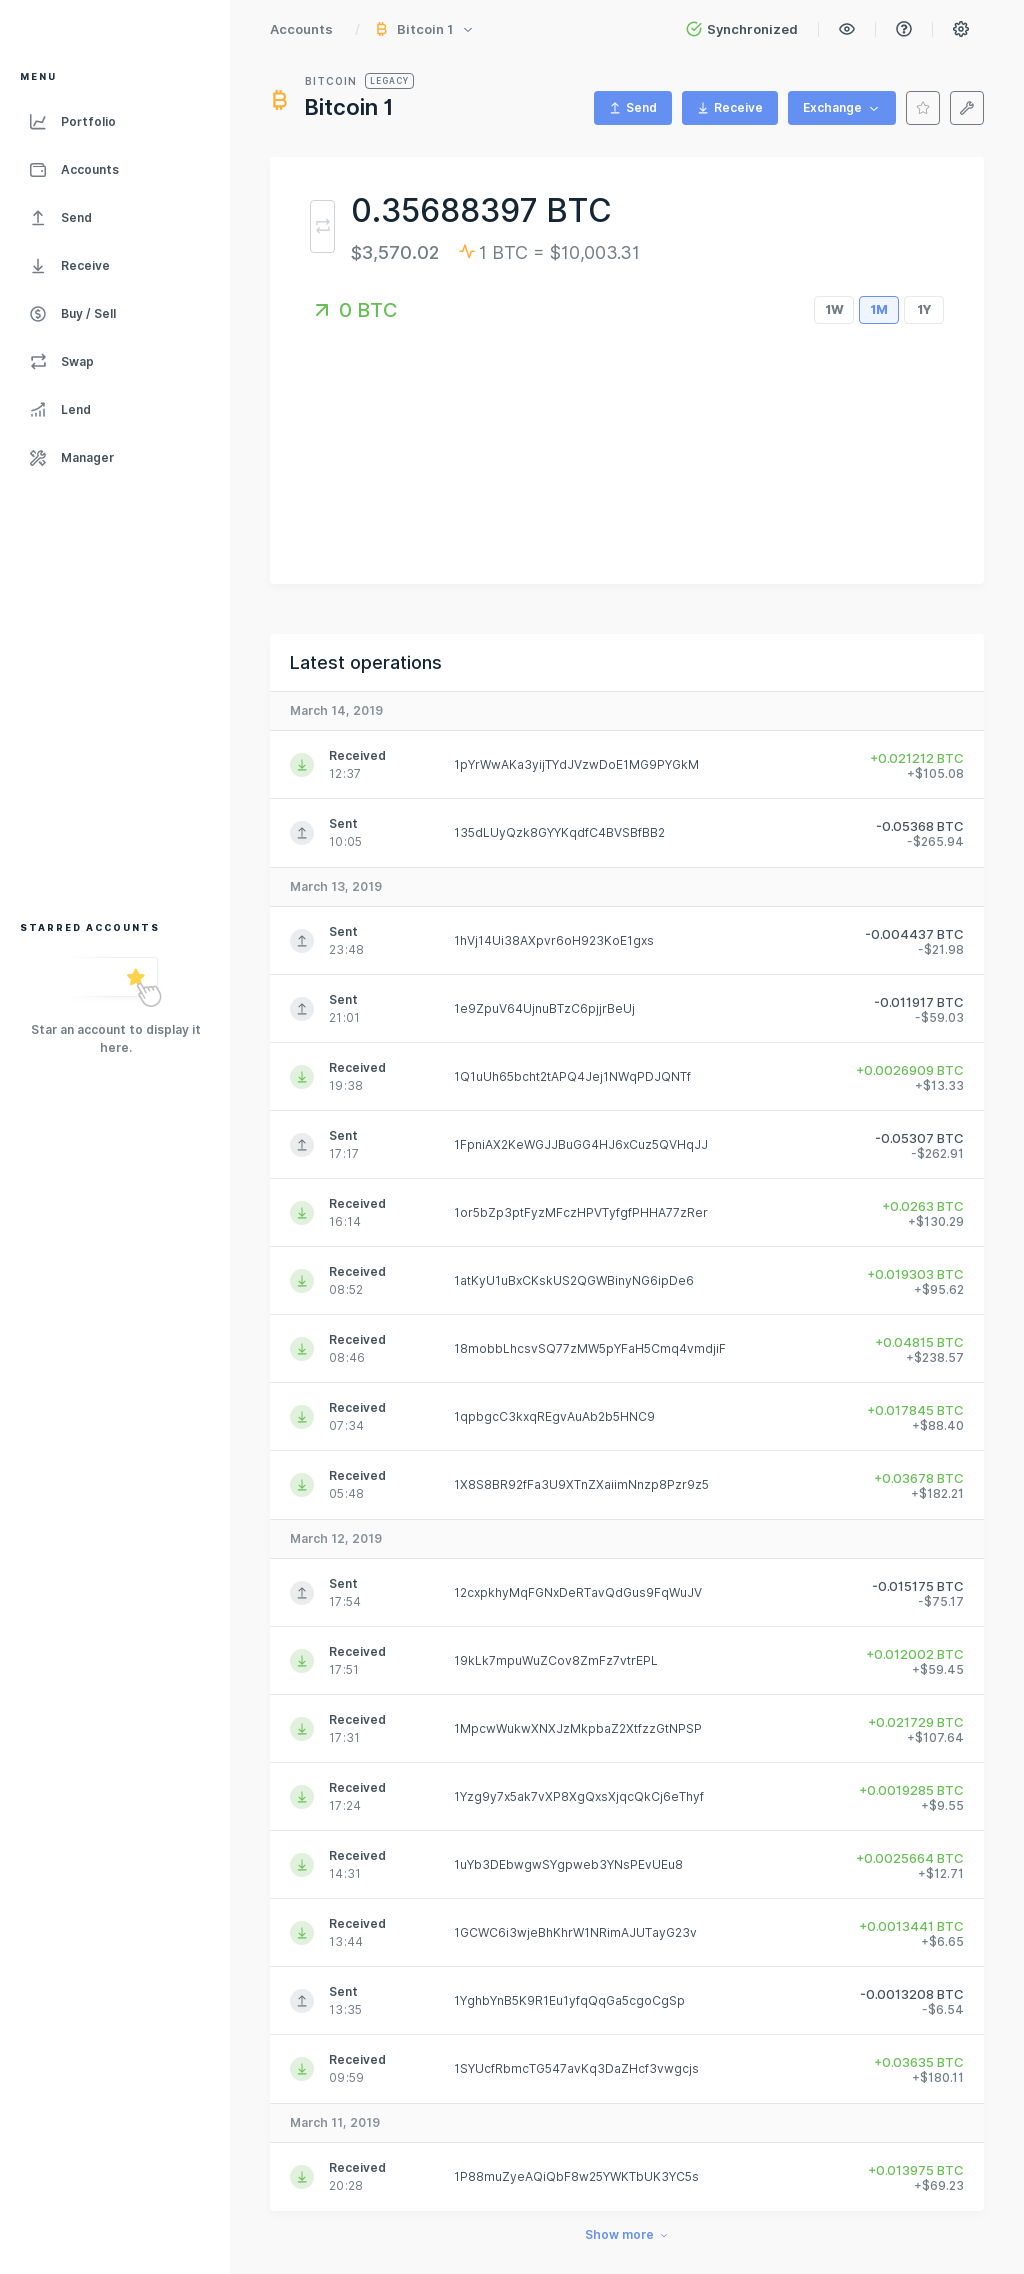 Accounts / Bitcoin 1
Synchronized
MENU
Portfolio
Accounts
Send
Receive
Buy / Sell
Swap
Lend
Manager
STARRED ACCOUNTS
Star an account to display it
here.
BITCOIN LEGACY
Bitcoin 1
Send
Receive
Exchange
0.35688397 BTC
$3,570.02 1 BTC = $10,003.31
0 BTC
1W 1M 1Y
Latest operations
March 14, 2019
Received 1pYrWwAKa3yijTYdJVzwDoE1MG9PYGkM +0.021212 BTC
12:37 +$105.08
Sent 135dLUyQzk8GYYKqdfC4BVSBfBB2 -0.05368 BTC
10:05 -$265.94
March 13, 2019
Sent 1hVj14Ui38AXpvr6oH923KoE1gxs -0.004437 BTC
23:48 -$21.98
Sent 1e9ZpuV64UjnuBTzC6pjjrBeUj -0.011917 BTC
21:01 -$59.03
Received 1Q1uUh65bcht2tAPQ4Jej1NWqPDJQNTf +0.0026909 BTC
19:38 +$13.33
Sent 1FpniAX2KeWGJJBuGG4HJ6xCuz5QVHqJJ -0.05307 BTC
17:17 -$262.91
Received 1or5bZp3ptFyzMFczHPVTyfgfPHHA77zRer +0.0263 BTC
16:14 +$130.29
Received 1atKyU1uBxCKskUS2QGWBinyNG6ipDe6 +0.019303 BTC
08:52 +$95.62
Received 18mobbLhcsvSQ77zMW5pYFaH5Cmq4vmdjiF +0.04815 BTC
08:46 +$238.57
Received 1qpbgcC3kxqREgvAuAb2b5HNC9 +0.017845 BTC
07:34 +$88.40
Received 1X8S8BR92fFa3U9XTnZXaiimNnzp8Pzr9z5 +0.03678 BTC
05:48 +$182.21
March 12, 2019
Sent 12cxpkhyMqFGNxDeRTavQdGus9FqWuJV -0.015175 BTC
17:54 -$75.17
Received 19kLk7mpuWuZCov8ZmFz7vtrEPL +0.012002 BTC
17:51 +$59.45
Received 1MpcwWukwXNXJzMkpbaZ2XtfzzGtNPSP +0.021729 BTC
17:31 +$107.64
Received 1Yzg9y7x5ak7vXP8XgQxsXjqcQkCj6eThyf +0.0019285 BTC
17:24 +$9.55
Received 1uYb3DEbwgwSYgpweb3YNsPEvUEu8 +0.0025664 BTC
14:31 +$12.71
Received 1GCWC6i3wjeBhKhrW1NRimAJUTayG23v +0.0013441 BTC
13:44 +$6.65
Sent 1YghbYnB5K9R1Eu1yfqQqGa5cgoCgSp -0.0013208 BTC
13:35 -$6.54
Received 1SYUcfRbmcTG547avKq3DaZHcf3vwgcjs +0.03635 BTC
09:59 +$180.11
March 11, 2019
Received 1P88muZyeAQiQbF8w25YWKTbUK3YC5s +0.013975 BTC
20:28 +$69.23
Show more